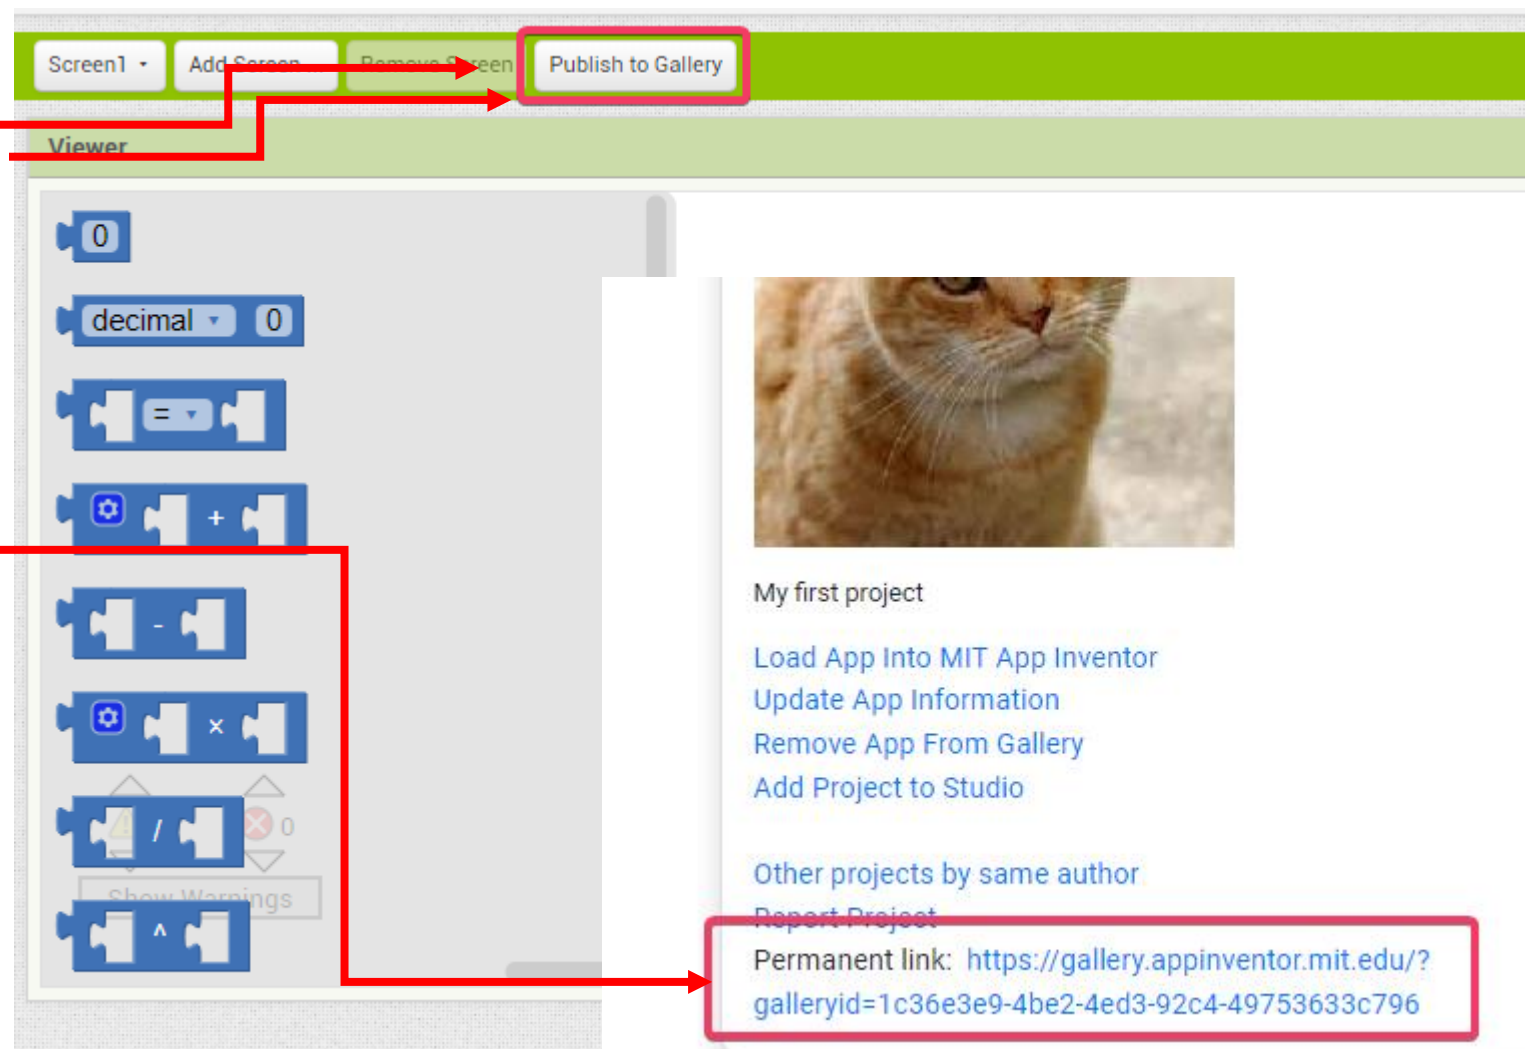 Screen1
Add Screen ...
Remove Screen
Publish to Gallery
Viewer
0
decimal 0
=
+
-
×
/
0
Show Warnings
^
My first project
Load App Into MIT App Inventor
Update App Information
Remove App From Gallery
Add Project to Studio
Other projects by same author
Report Project
Permanent link: https://gallery.appinventor.mit.edu/?
galleryid=1c36e3e9-4be2-4ed3-92c4-49753633c796